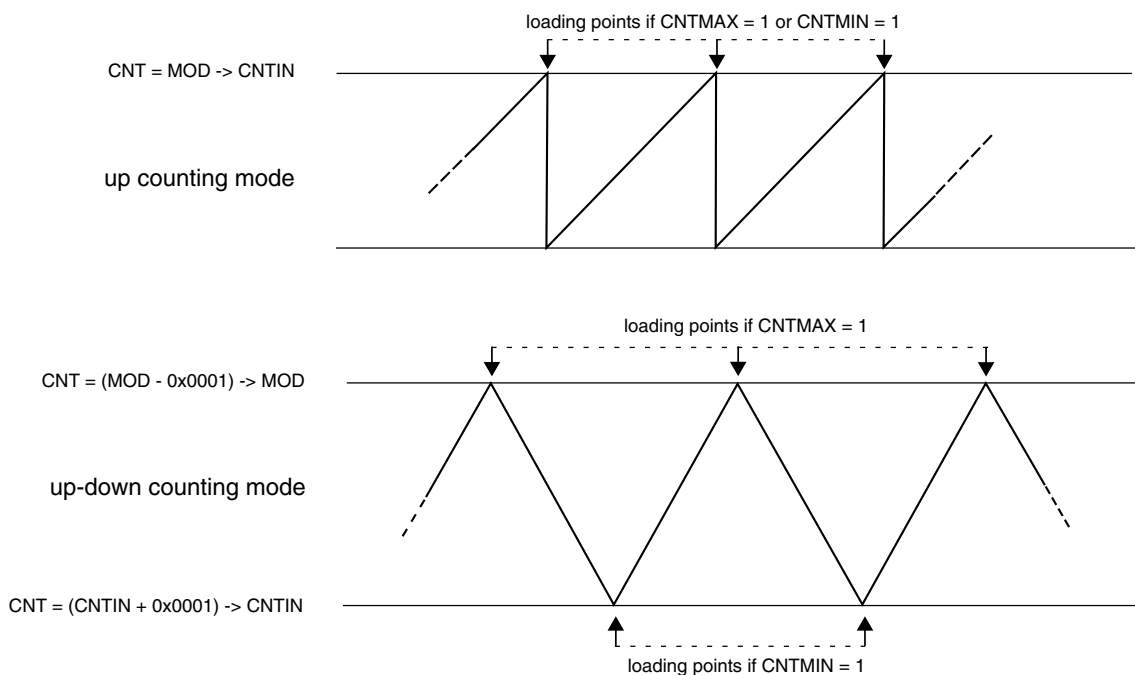 loading points if CNTMAX = 1 or CNTMIN = 1
CNT = MOD -> CNTIN
up counting mode
loading points if CNTMAX = 1
CNT = (MOD - 0x0001) -> MOD
up-down counting mode
CNT = (CNTIN + 0x0001) -> CNTIN
loading points if CNTMIN = 1